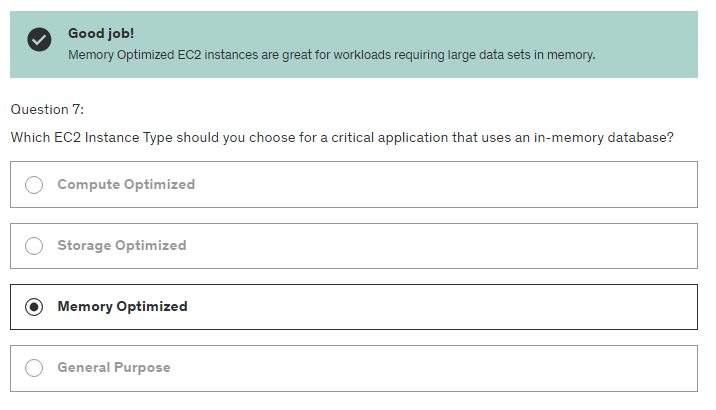 Good job!
Memory Optimized EC2 instances are great for workloads requiring large data sets in memory.
Question 7:
Which EC2 Instance Type should you choose for a critical application that uses an in-memory database?
Compute Optimized
Storage Optimized
Memory Optimized
General Purpose